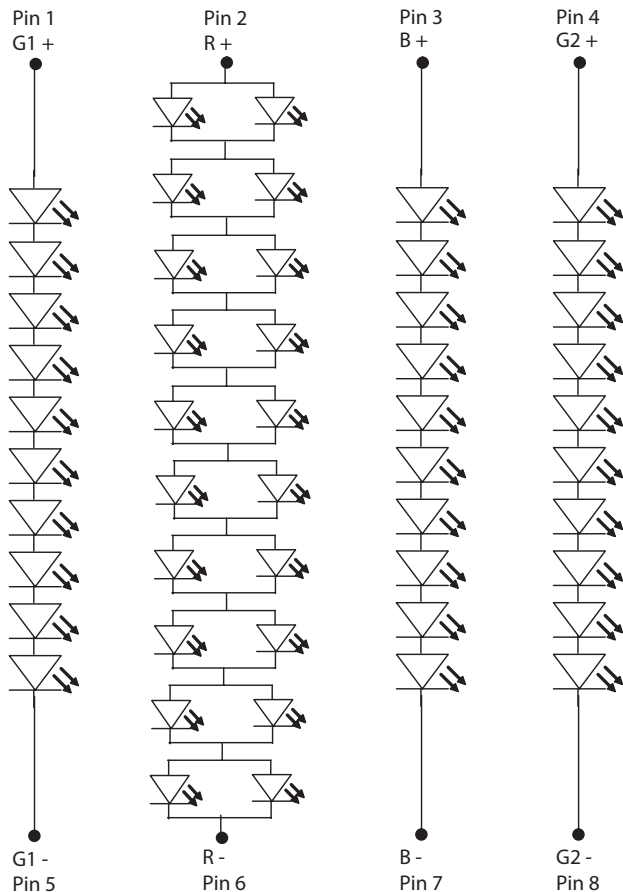 Pin 1
G1 +
Pin 2
R +
Pin 3
B +
Pin 4
G2 +
G1 -
Pin 5
R -
Pin 6
B -
Pin 7
G2 -
Pin 8